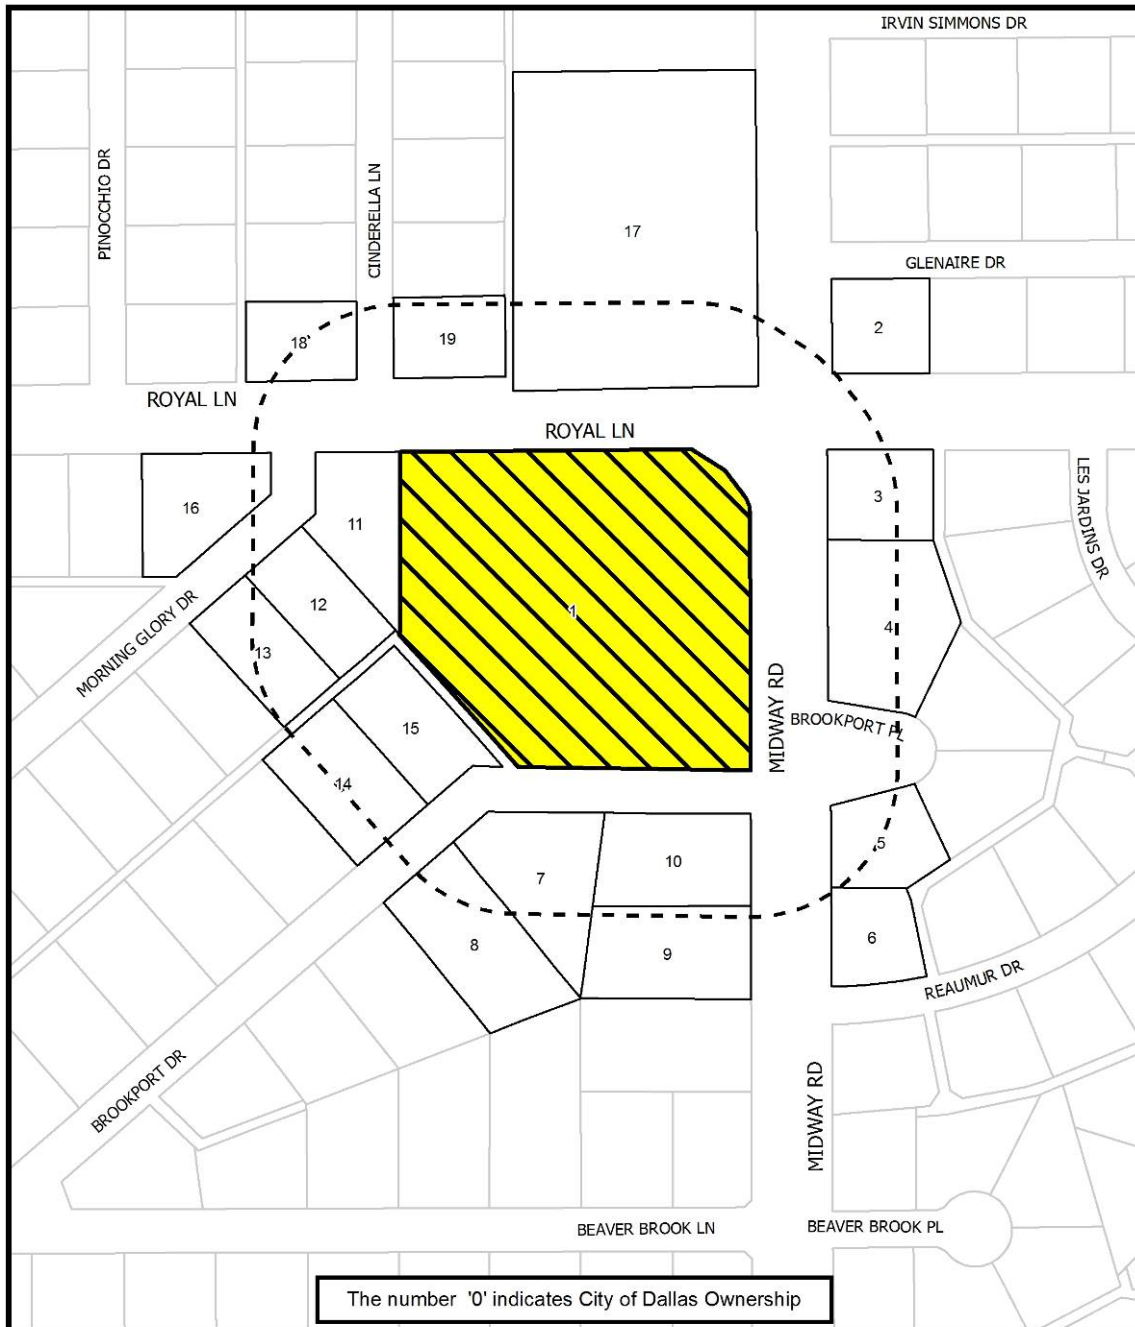 IRVIN SIMMONS DR
PINOCCHIO DR
CINDERELLA LN
17
GLENAIRE DR
2
18
19
ROYAL LN
ROYAL LN
LES JARDINS DR
3
16
11
1
12
4
13
MORNING GLORY DR
MIDWAY RD
BROOKPORT PL
15
14
5
10
7
6
8
9
REAUMUR DR
BROOKPORT DR
MIDWAY RD
BEAVER BROOK LN
BEAVER BROOK PL
The number '0' indicates City of Dallas Ownership